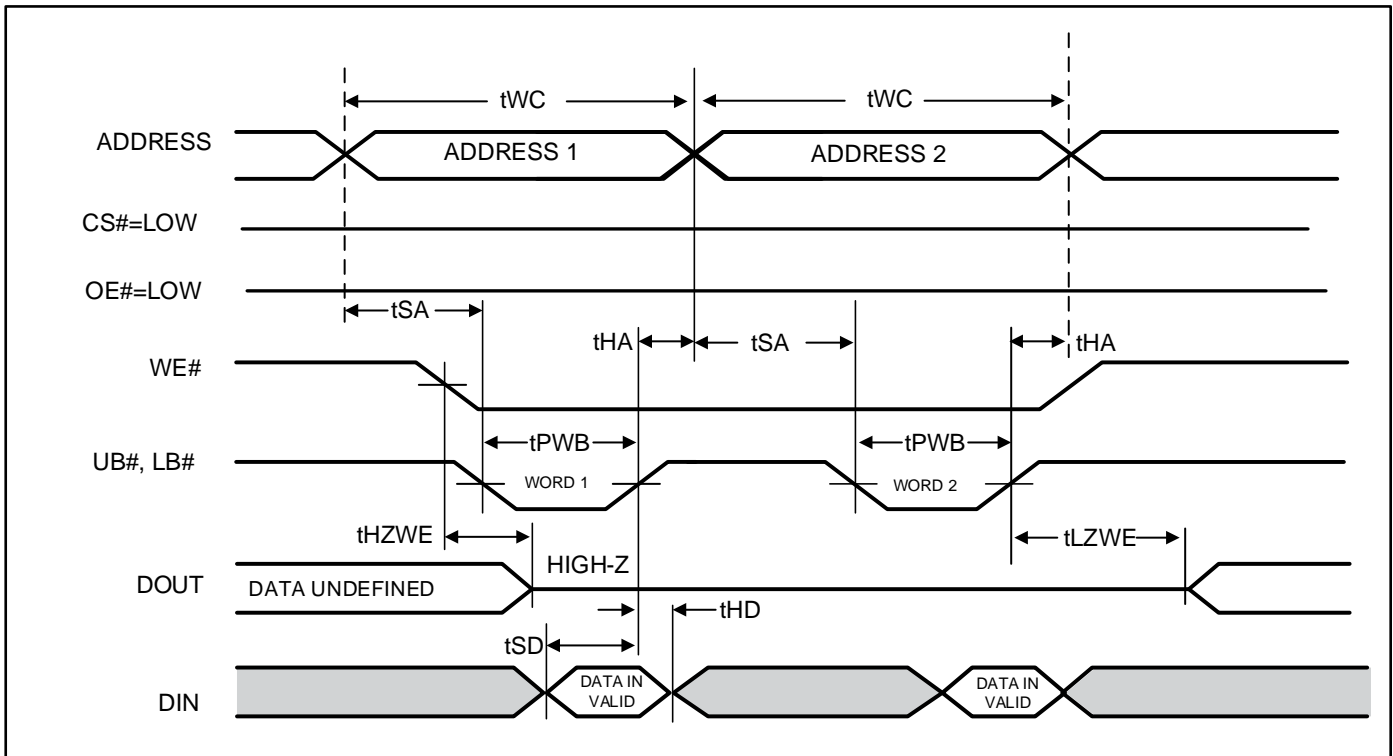 tWC tWC
ADDRESS ADDRESS 1 ADDRESS 2
CS#=LOW
OE#=LOW
tSA
tHA tSA tHA
WE#
tPWB tPWB
UB#, LB# WORD 1 WORD 2
tHZWE tLZWE
HIGH-Z
DOUT DATA UNDEFINED
tHD
tSD
DIN DATA IN VALID DATA IN VALID